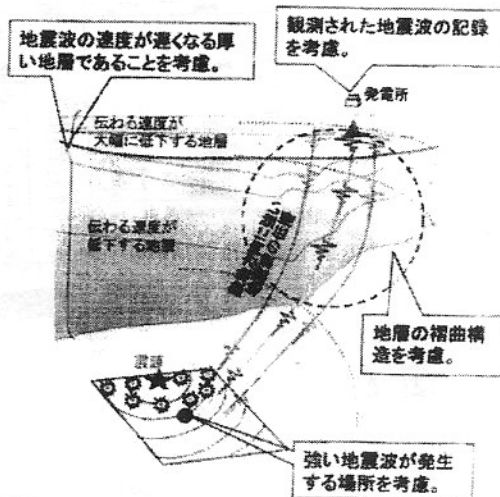 地震波の速度が遅くなる厚
い地層であることを考慮。
観測された地震波の記録
を考慮。
発電所
伝わる速度が
大幅に低下する地層
伝わる速度が
低下する地層
地層の褶曲構
造を考慮。
震源
強い地震波が発生
する場所を考慮。